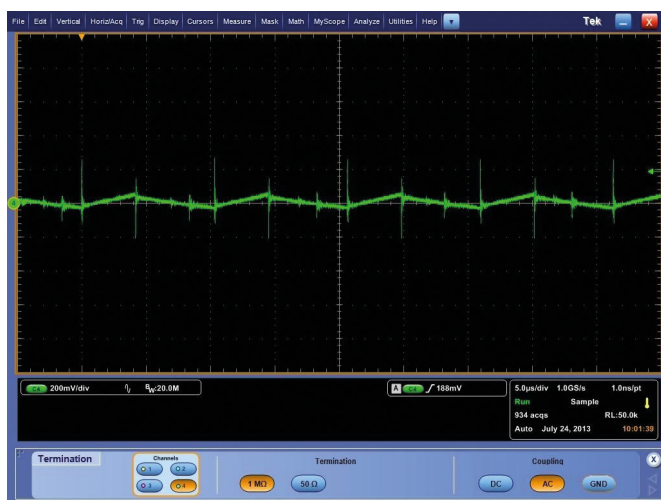 File Edit Vertical Horiz/Acq Trig Display Cursors Measure Mask Math MyScope Analyze Utilities Help Tek X
C4 200mV/div BW:20.0M
A C4 188mV
5.0μs/div 1.0GS/s 1.0ns/pt
Run Sample
934 acqs RL:50.0k
Auto July 24, 2013 10:01:39
Termination
Channels
1 2
3 4
Termination
1 MΩ 50 Ω
Coupling
DC AC GND
X